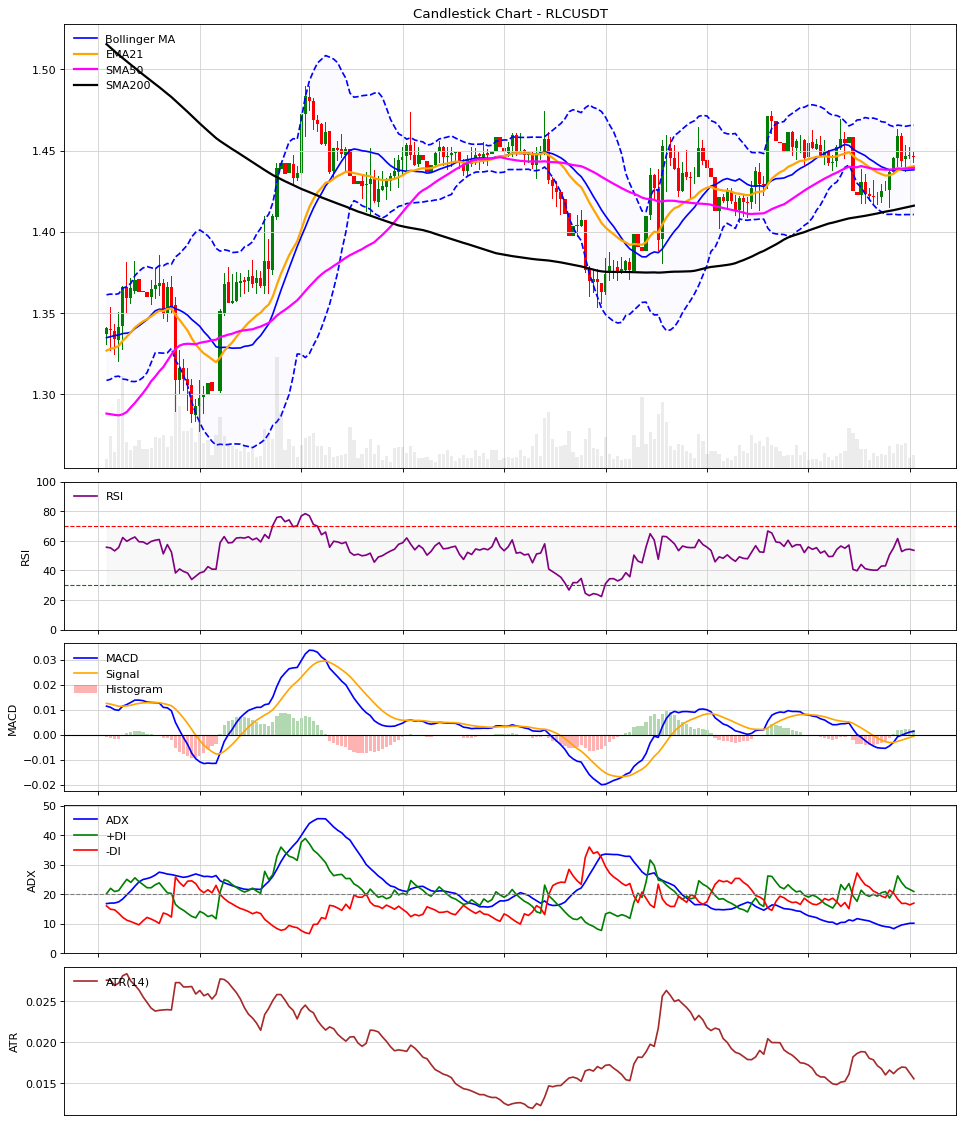 Candlestick Chart - RLCUSDT
Bollinger MA
EMA21
SMA50
SMA200
1.50
1.45
1.40
1.35
1.30
RSI
RSI
100
80
60
40
20
0
MACD
Signal
Histogram
MACD
0.03
0.02
0.01
0.00
−0.01
−0.02
ADX
+DI
-DI
ADX
50
40
30
20
10
0
ATR(14)
ATR
0.025
0.020
0.015